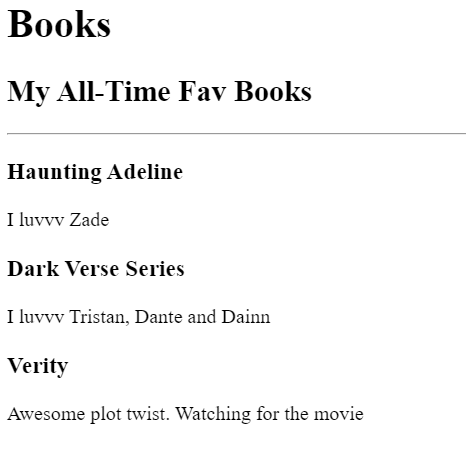 Books
My All-Time Fav Books
Haunting Adeline
I luvvv Zade
Dark Verse Series
I luvvv Tristan, Dante and Dainn
Verity
Awesome plot twist. Watching for the movie